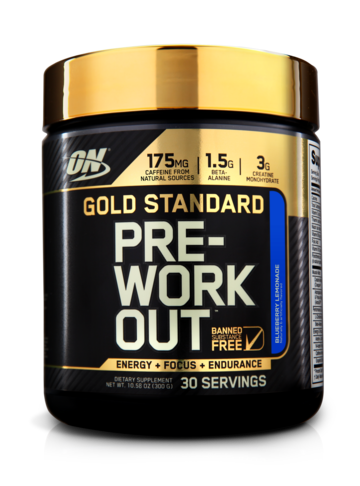 ON
175MG
CAFFEINE FROM
NATURAL SOURCES
1.5G
BETA-
ALANINE
3G
CREATINE
MONOHYDRATE
GOLD STANDARD
PRE-
WORK
OUT™
BLUEBERRY LEMONADE
BANNED
SUBSTANCE
FREE
ENERGY + FOCUS + ENDURANCE
DIETARY SUPPLEMENT
NET WT. 10.58 OZ (300 G)
30 SERVINGS